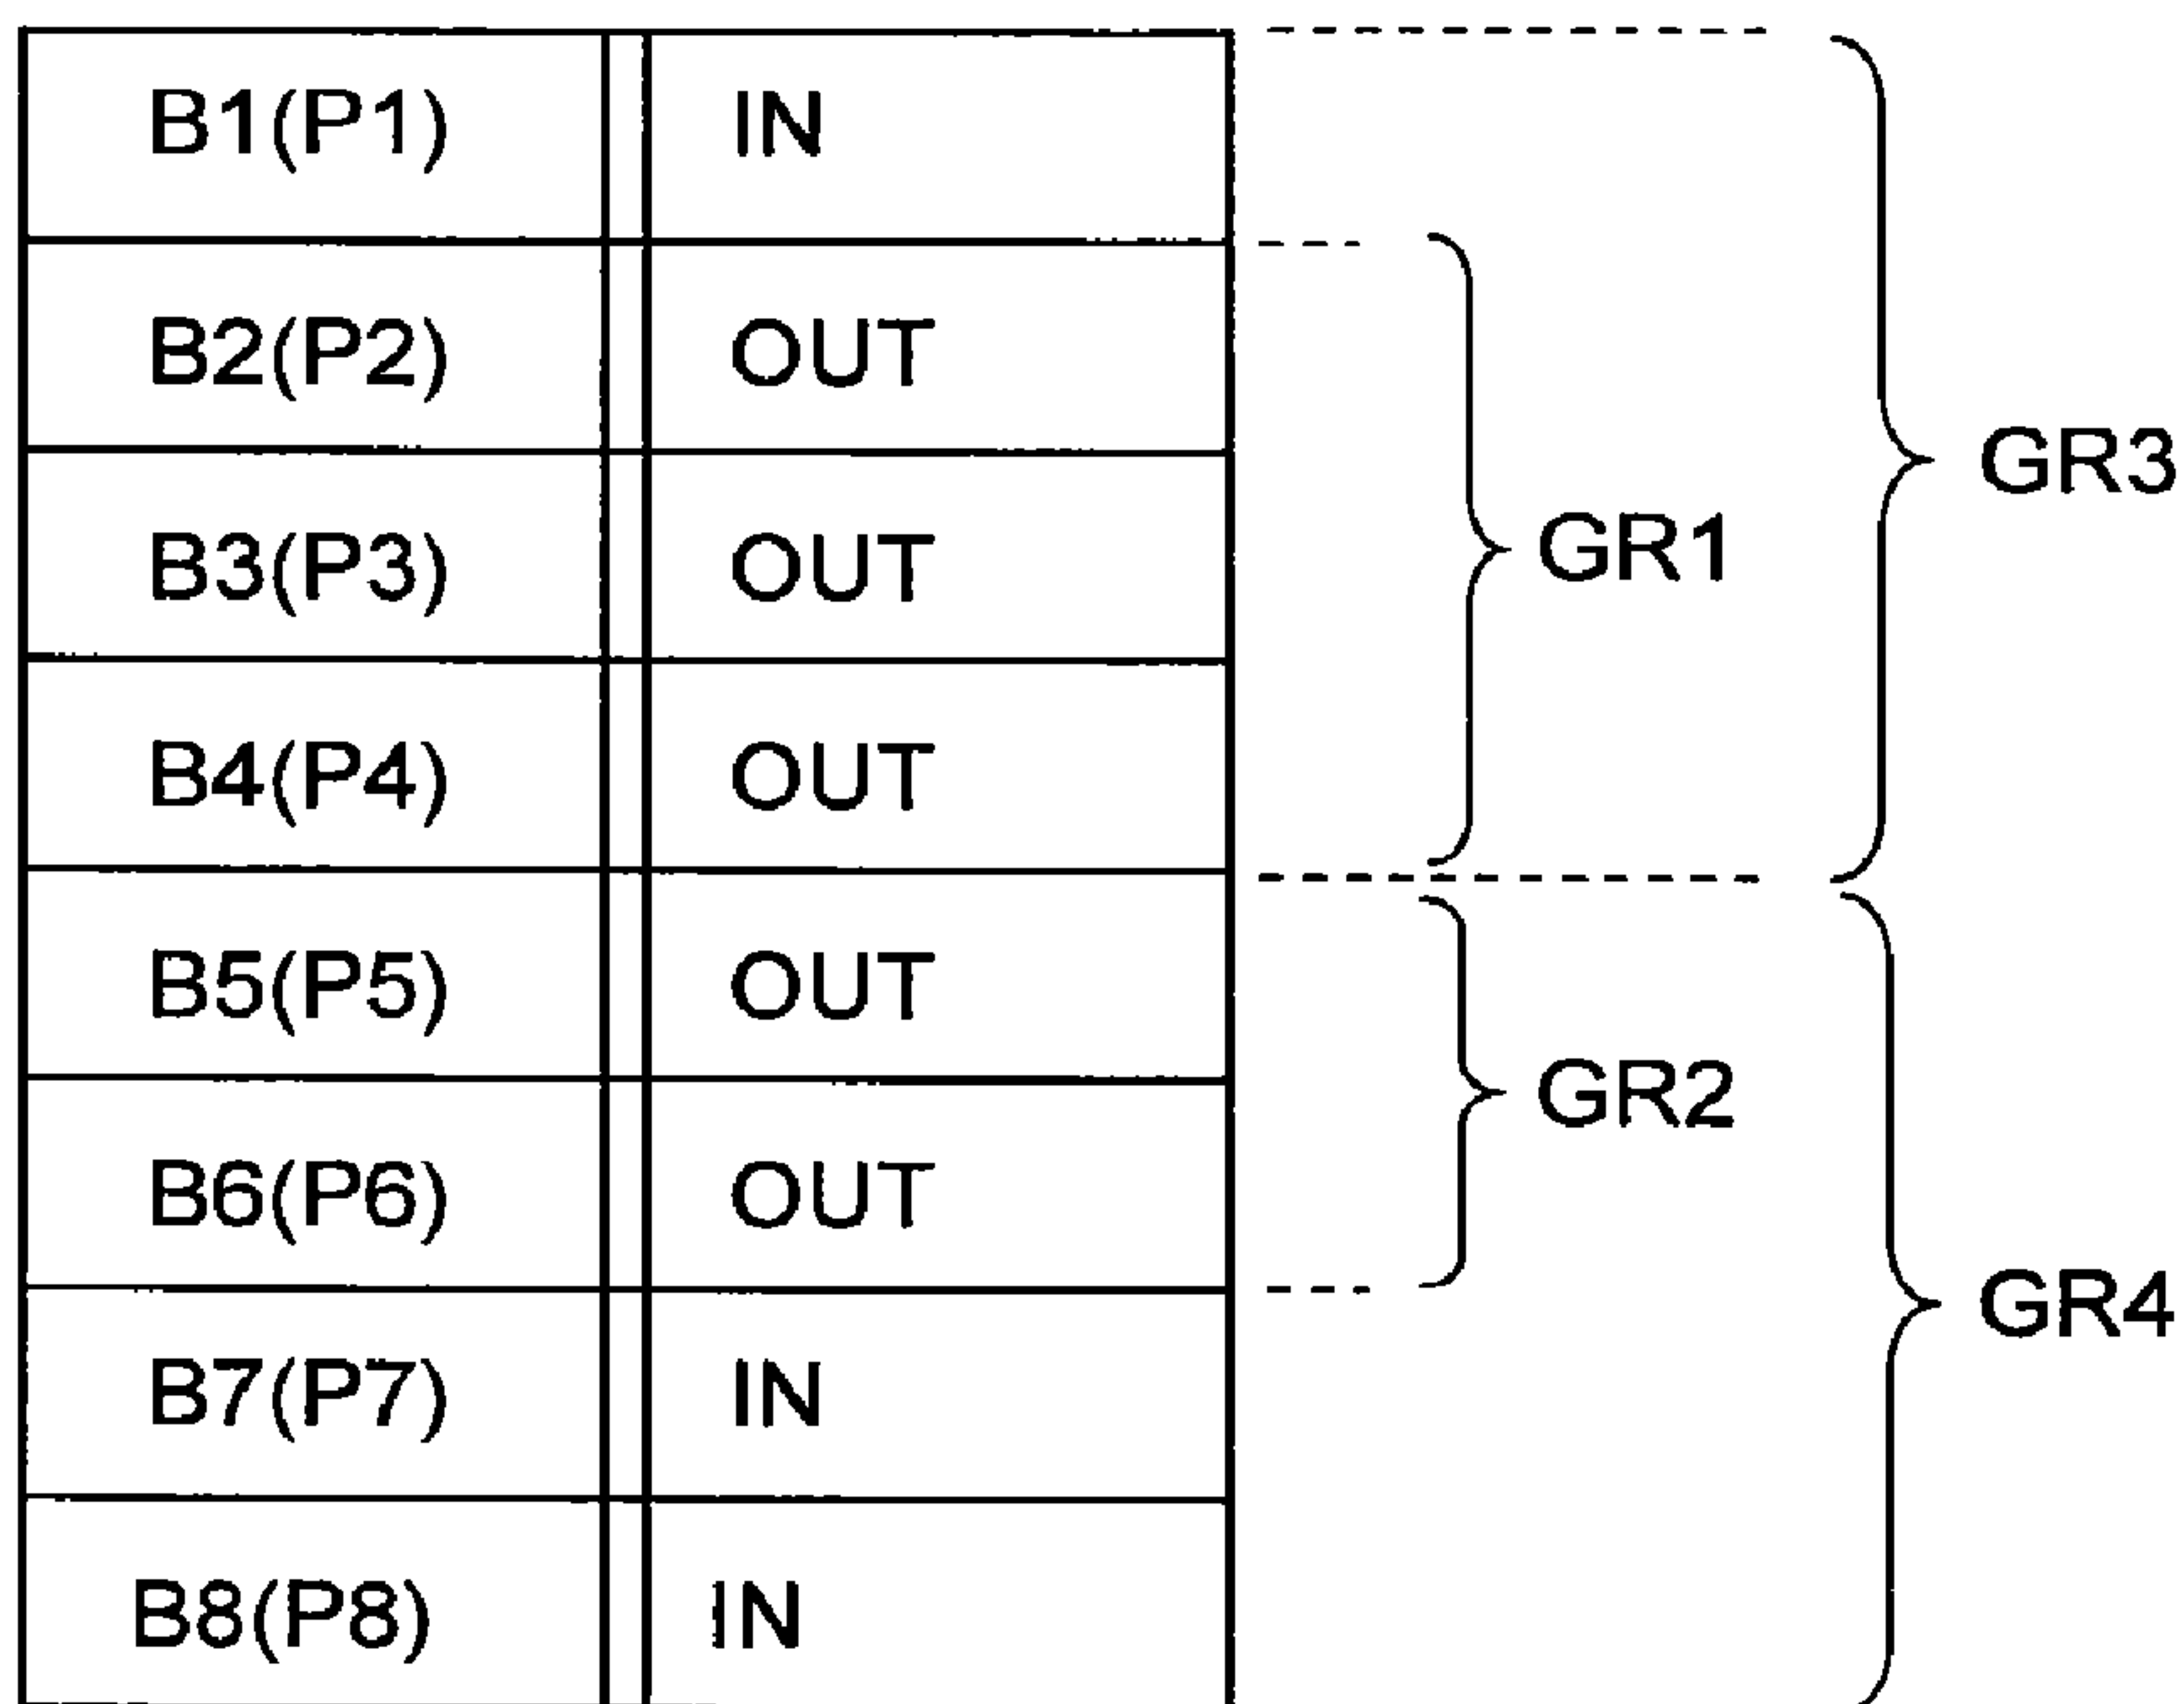 B1(P1) IN
B2(P2) OUT
GR3
B3(P3) OUT
GR1
B4(P4) OUT
B5(P5) OUT
GR2
B6(P6) OUT
GR4
B7(P7) IN
B8(P8) IN